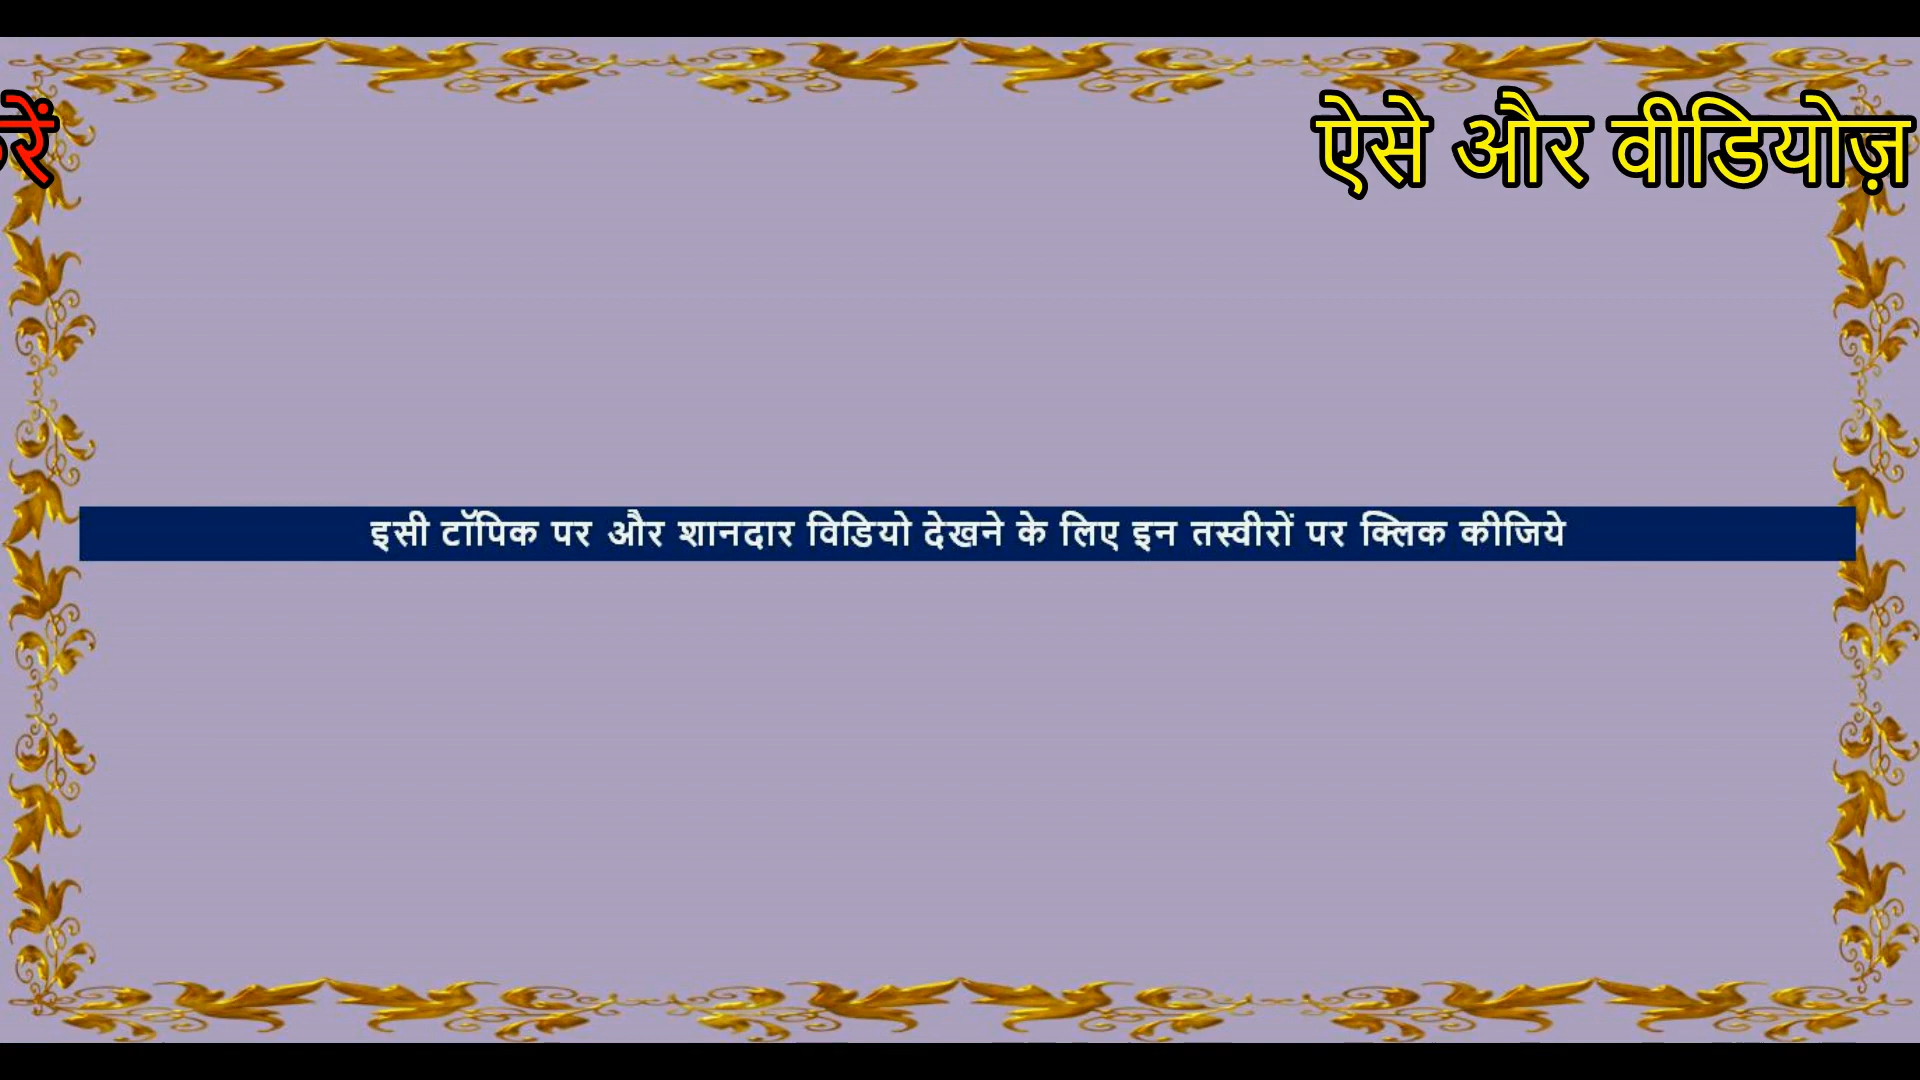 ऐसे और वीडियोज़
इसी टॉपिक पर और शानदार विडियो देखने के लिए इन तस्वीरों पर क्लिक कीजिये